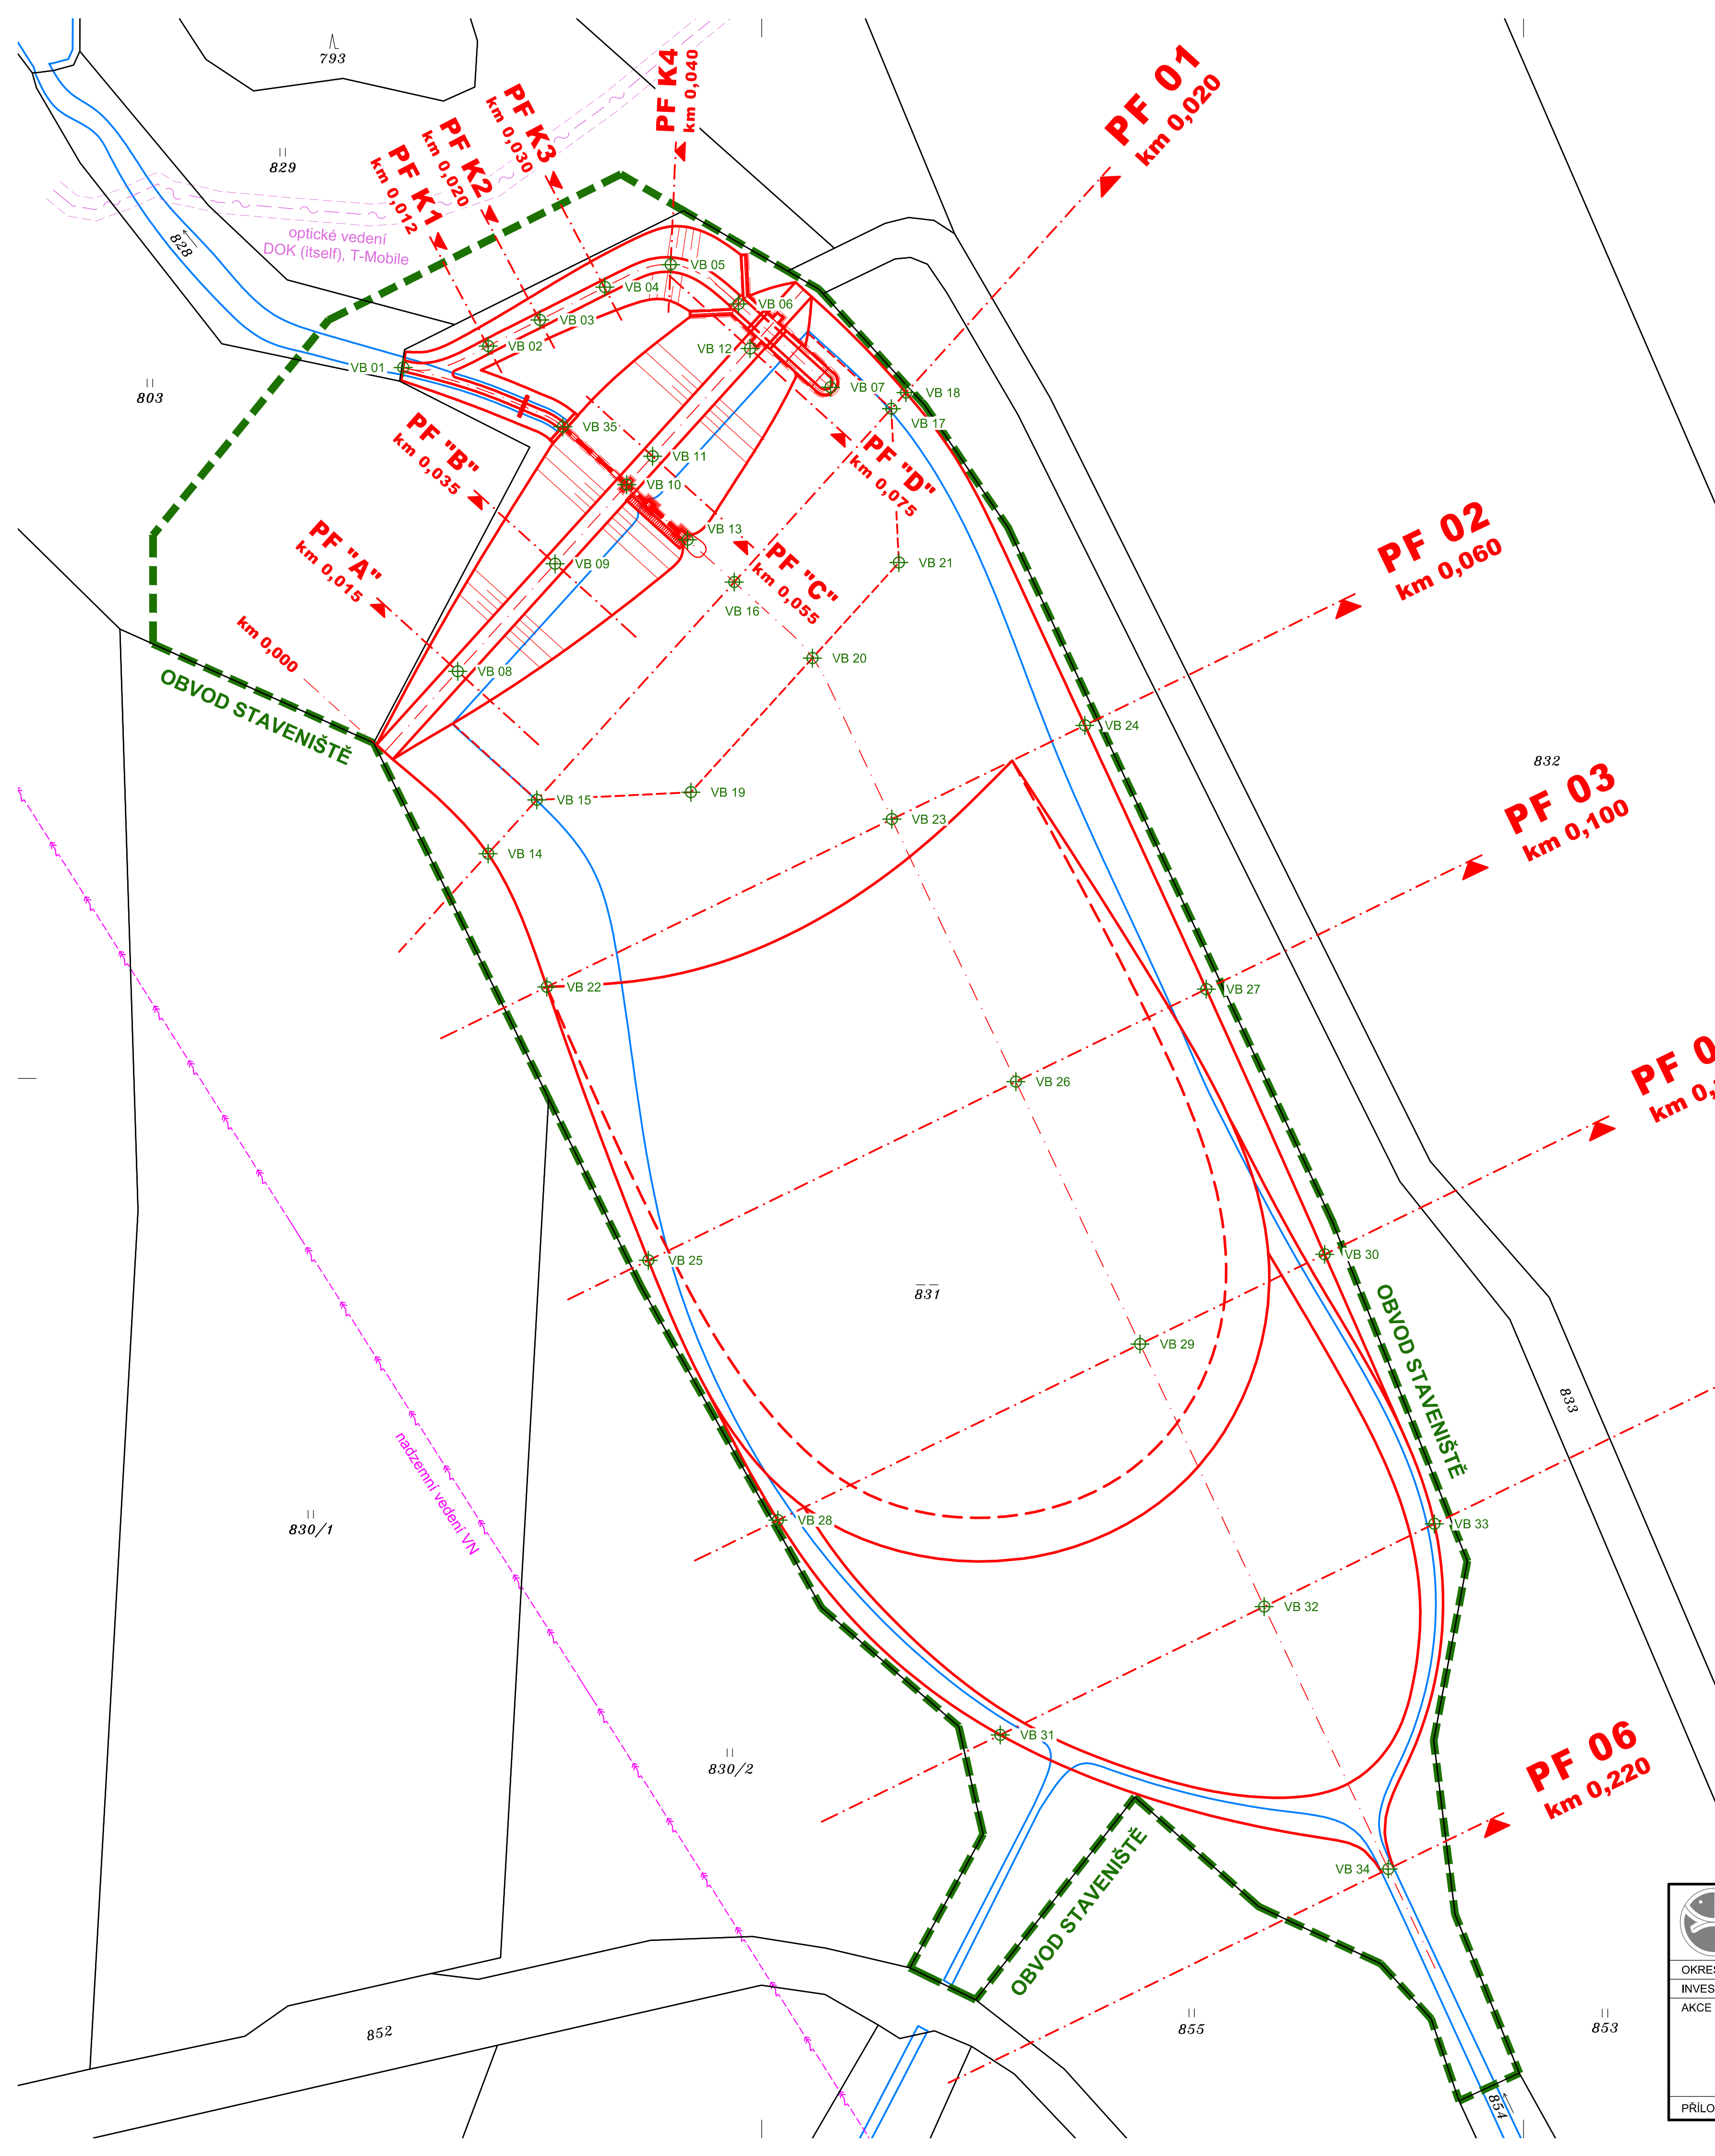 793
829
828
803
optické vedení
DOK (itself), T-Mobile
PF K1
km 0,012
PF K2
km 0,020
PF K3
km 0,030
PF K4
km 0,040
PF 01
km 0,020
VB 05
VB 04
VB 06
VB 03
VB 02
VB 12
VB 01
VB 07
VB 18
VB 17
VB 35
PF "B"
km 0,035
VB 11
PF "D"
km 0,075
VB 10
VB 13
PF "A"
km 0,015
VB 09
VB 21
PF "C"
km 0,055
VB 16
PF 02
km 0,060
km 0,000
VB 08
VB 20
OBVOD STAVENIŠTĚ
VB 24
832
VB 15
VB 19
PF 03
km 0,100
VB 23
VB 14
VB 22
VB 27
VB 26
PF 0
km 0,
VB 25
VB 30
831
VB 29
OBVOD STAVENIŠTĚ
833
nadzemní vedení VN
830/1
VB 28
VB 33
VB 32
VB 31
830/2
PF 06
km 0,220
VB 34
OBVOD STAVENIŠTĚ
OKRES
INVES
AKCE
852
855
853
854
PŘÍLO